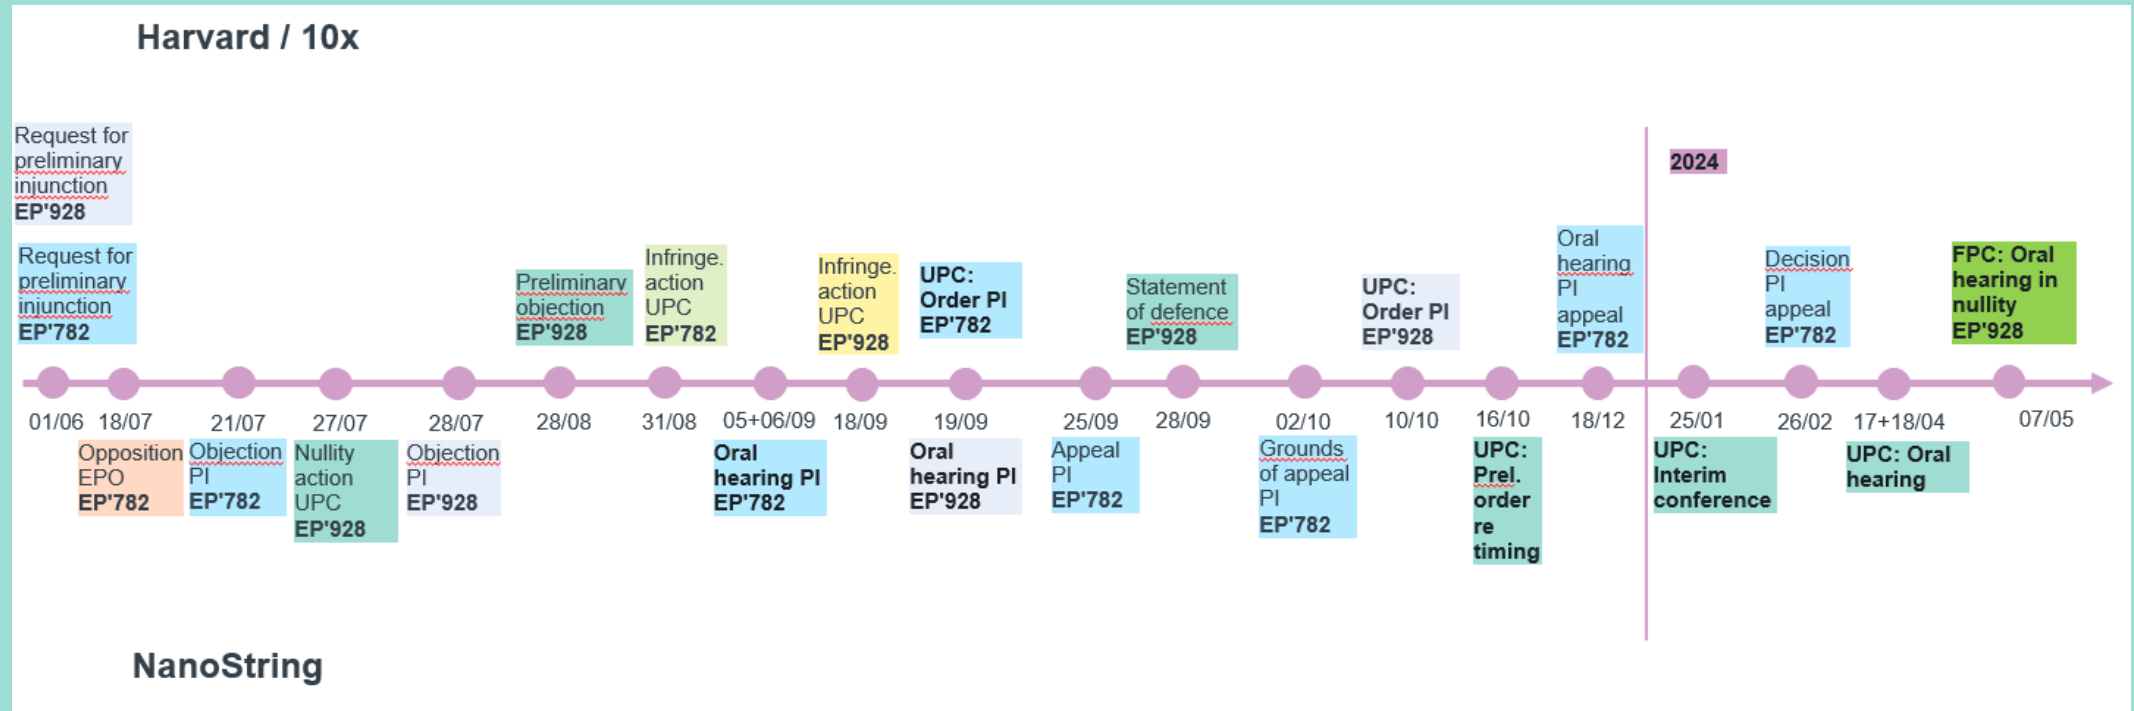 Harvard / 10x
Request for
preliminary
injunction
EP'928
2024
Request for
preliminary
injunction
EP'782
Preliminary
objection
EP'928
Infringe.
action
UPC
EP'782
Infringe.
action
UPC
EP'928
UPC:
Order PI
EP'782
Statement
of defence
EP'928
UPC:
Order PI
EP'928
Oral
hearing
PI
appeal
EP'782
Decision
PI
appeal
EP'782
FPC: Oral
hearing in
nullity
EP'928
01/06 18/07 21/07 27/07 28/07 28/08 31/08 05+06/09 18/09 19/09 25/09 28/09 02/10 10/10 16/10 18/12 25/01 26/02 17+18/04 07/05
Opposition
EPO
EP'782
Objection
PI
EP'782
Nullity
action
UPC
EP'928
Objection
PI
EP'928
Oral
hearing PI
EP'782
Oral
hearing PI
EP'928
Appeal
PI
EP'782
Grounds
of appeal
PI
EP'782
UPC:
Prel.
order
re
timing
UPC:
Interim
conference
UPC: Oral
hearing
NanoString